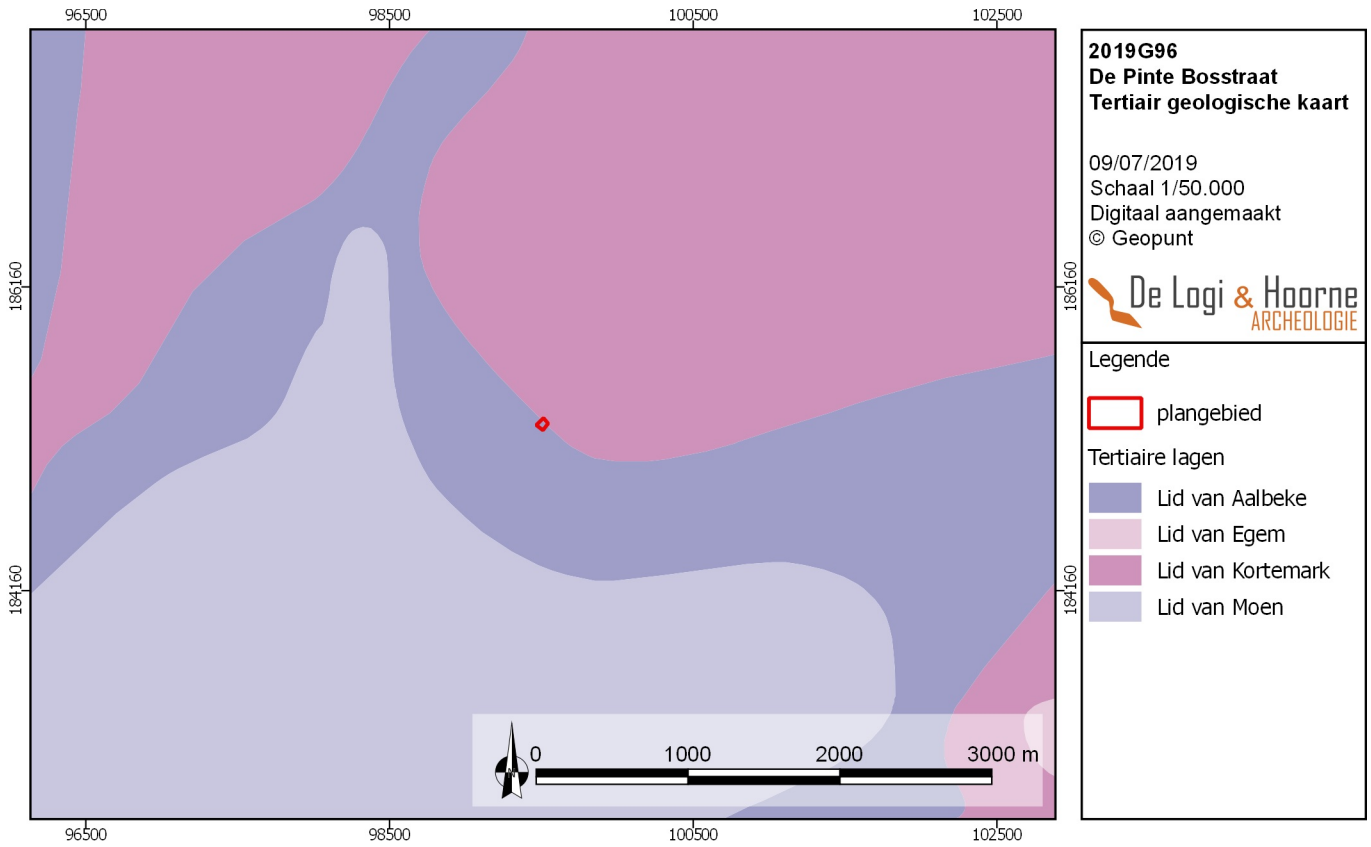 96500 98500 100500 102500
186160 186160
184160 184160
N
0 1000 2000 3000 m
96500 98500 100500 102500
2019G96
De Pinte Bosstraat
Tertiair geologische kaart
09/07/2019
Schaal 1/50.000
Digitaal aangemaakt
© Geopunt
De Logi & Hoorne
ARCHEOLOGIE
Legende
plangebied
Tertiaire lagen
Lid van Aalbeke
Lid van Egem
Lid van Kortemark
Lid van Moen